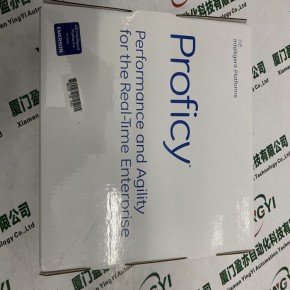 GE
Intelligent Platforms
Proficy
Performance and Agility
for the Real-Time Enterprise
EMERSON
厦门盈亦自动化科技有限公司
Xiamen YingYi Automation Technology Co.,Ltd